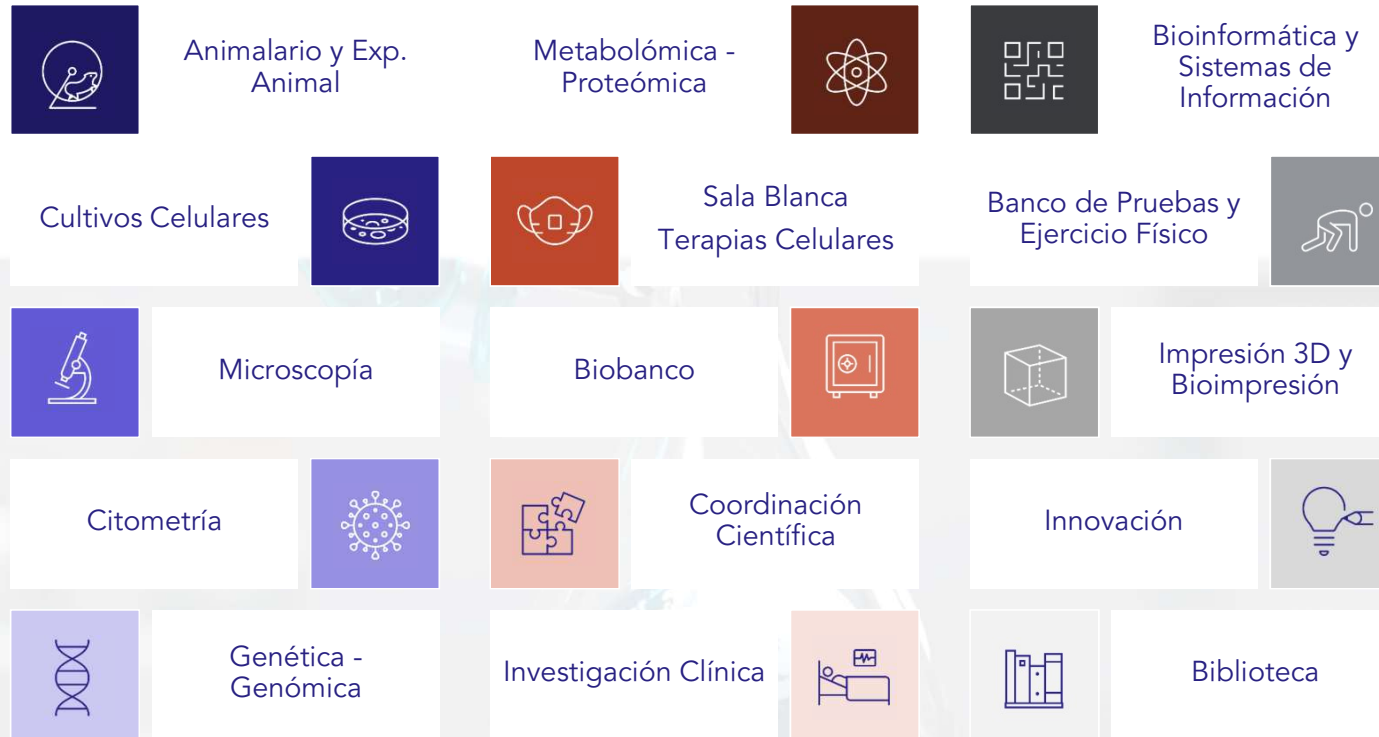 Animalario y Exp.
Animal
Metabolómica -
Proteómica
Bioinformática y
Sistemas de
Información
Cultivos Celulares
Sala Blanca
Terapias Celulares
Banco de Pruebas y
Ejercicio Físico
Microscopía
Biobanco
Impresión 3D y
Bioimpresión
Citometría
Coordinación
Científica
Innovación
Genética -
Genómica
Investigación Clínica
Biblioteca